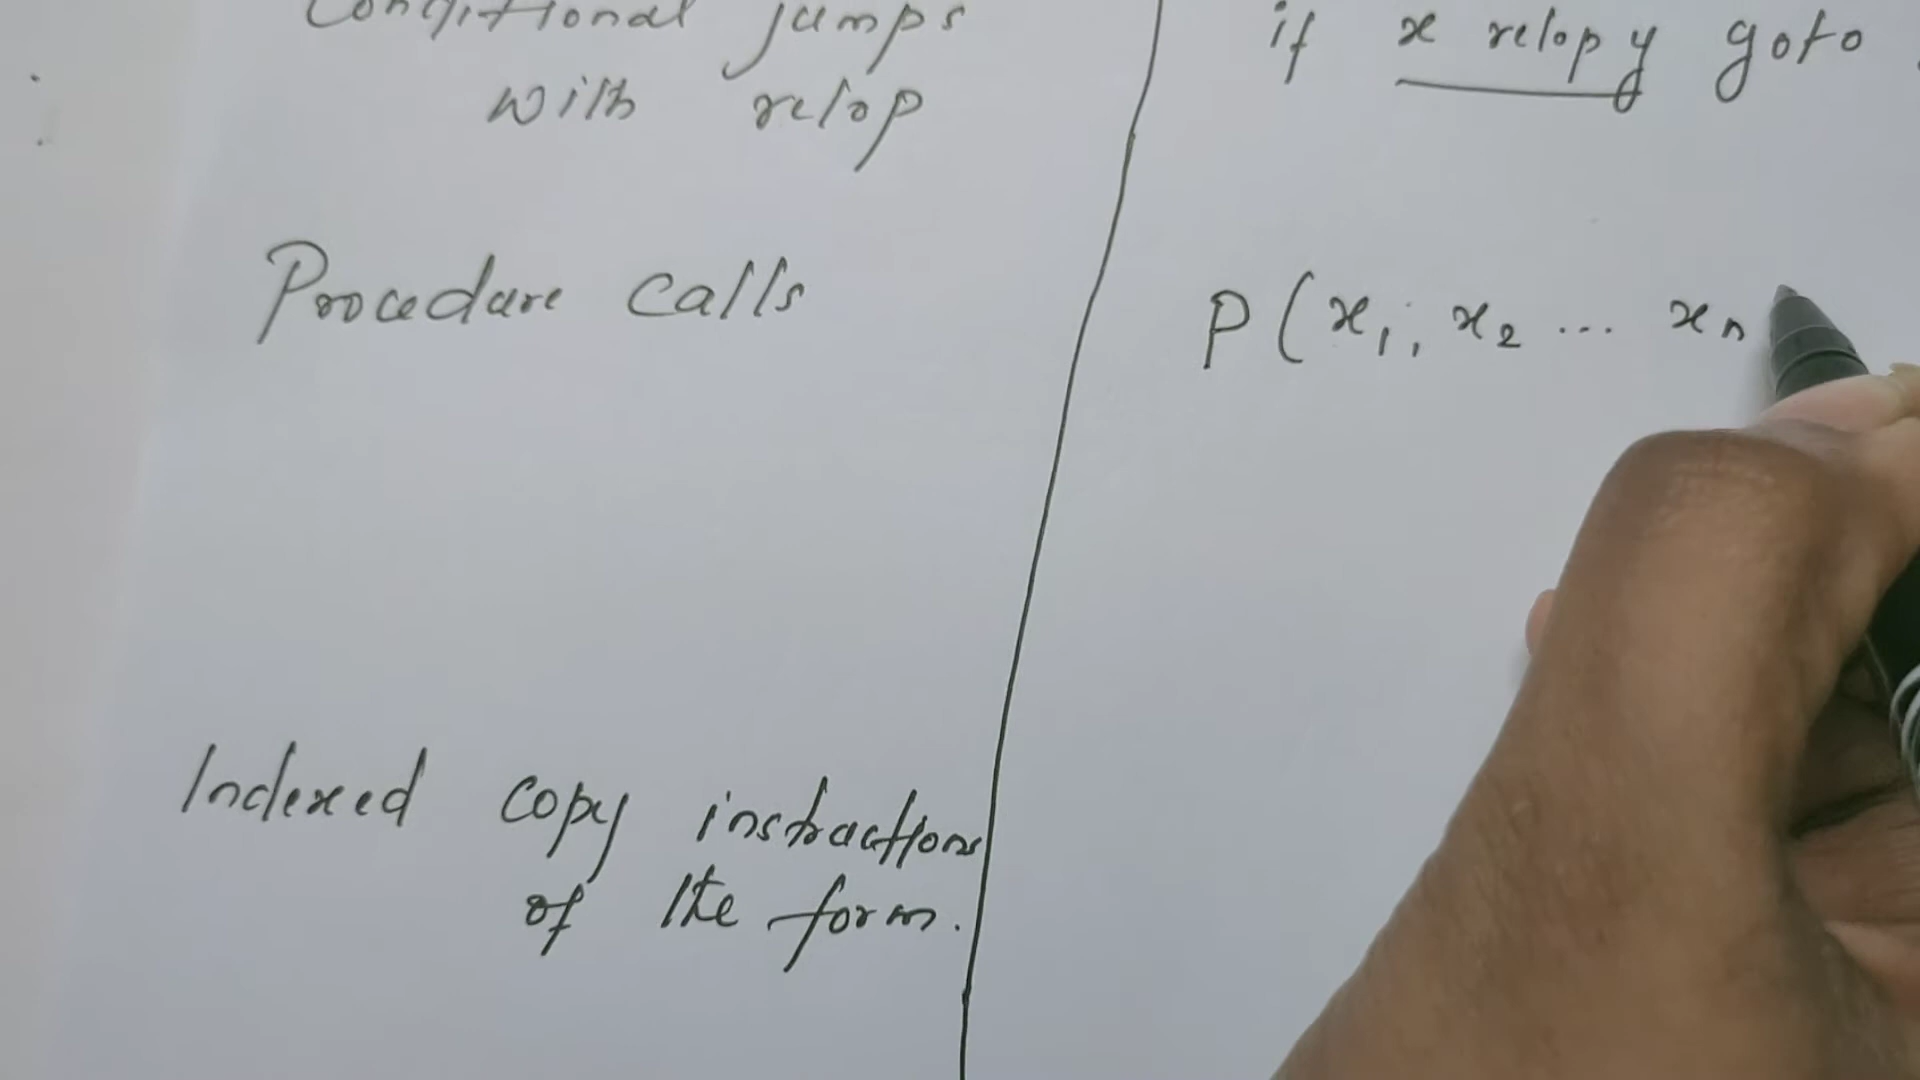 Conditional jumps
with relop
if x relop y goto
Procedure calls
P(x₁, x₂ ... xₙ
Indexed copy instructions
of the form.